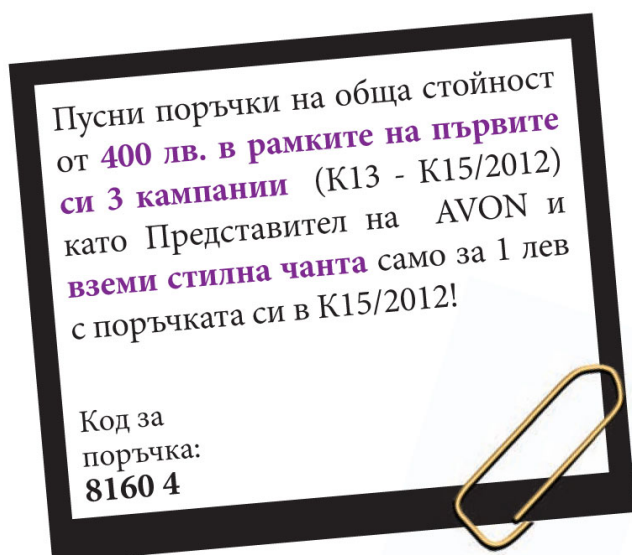 Пусни поръчки на обща стойност
от 400 лв. в рамките на първите
си 3 кампании (К13 - К15/2012)
като Представител на AVON и
вземи стилна чанта само за 1 лев
с поръчката си в К15/2012!
Код за
поръчка:
8160 4